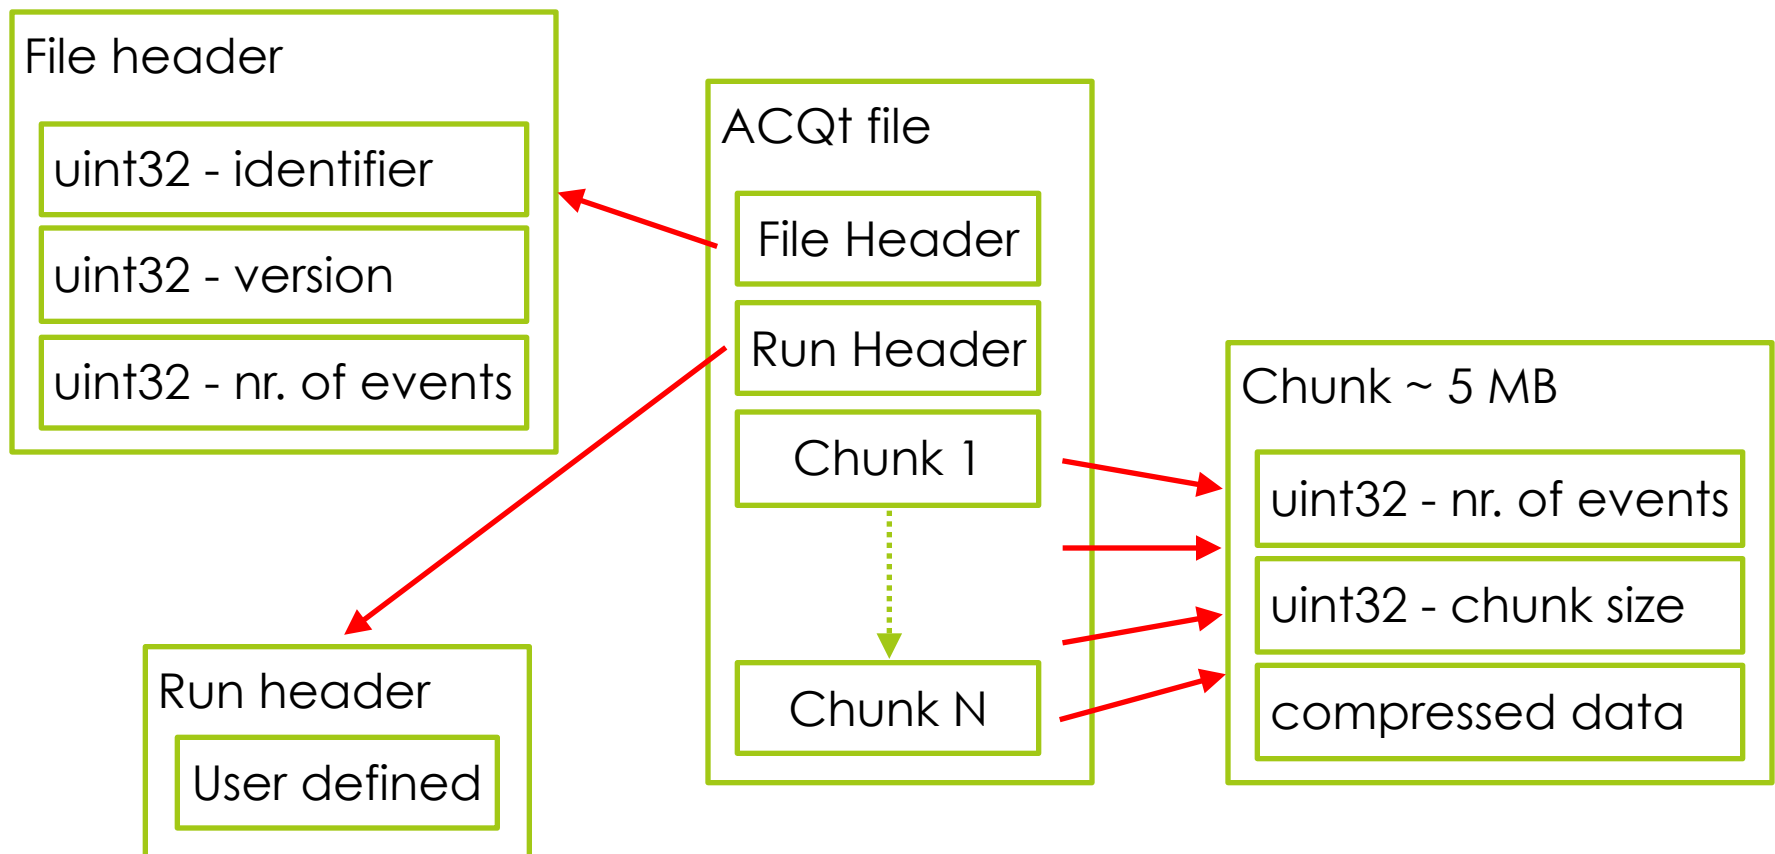 File header
uint32 - identifier
uint32 - version
uint32 - nr. of events
ACQt file
File Header
Run Header
Chunk 1
Chunk N
Chunk ~ 5 MB
uint32 - nr. of events
uint32 - chunk size
compressed data
Run header
User defined